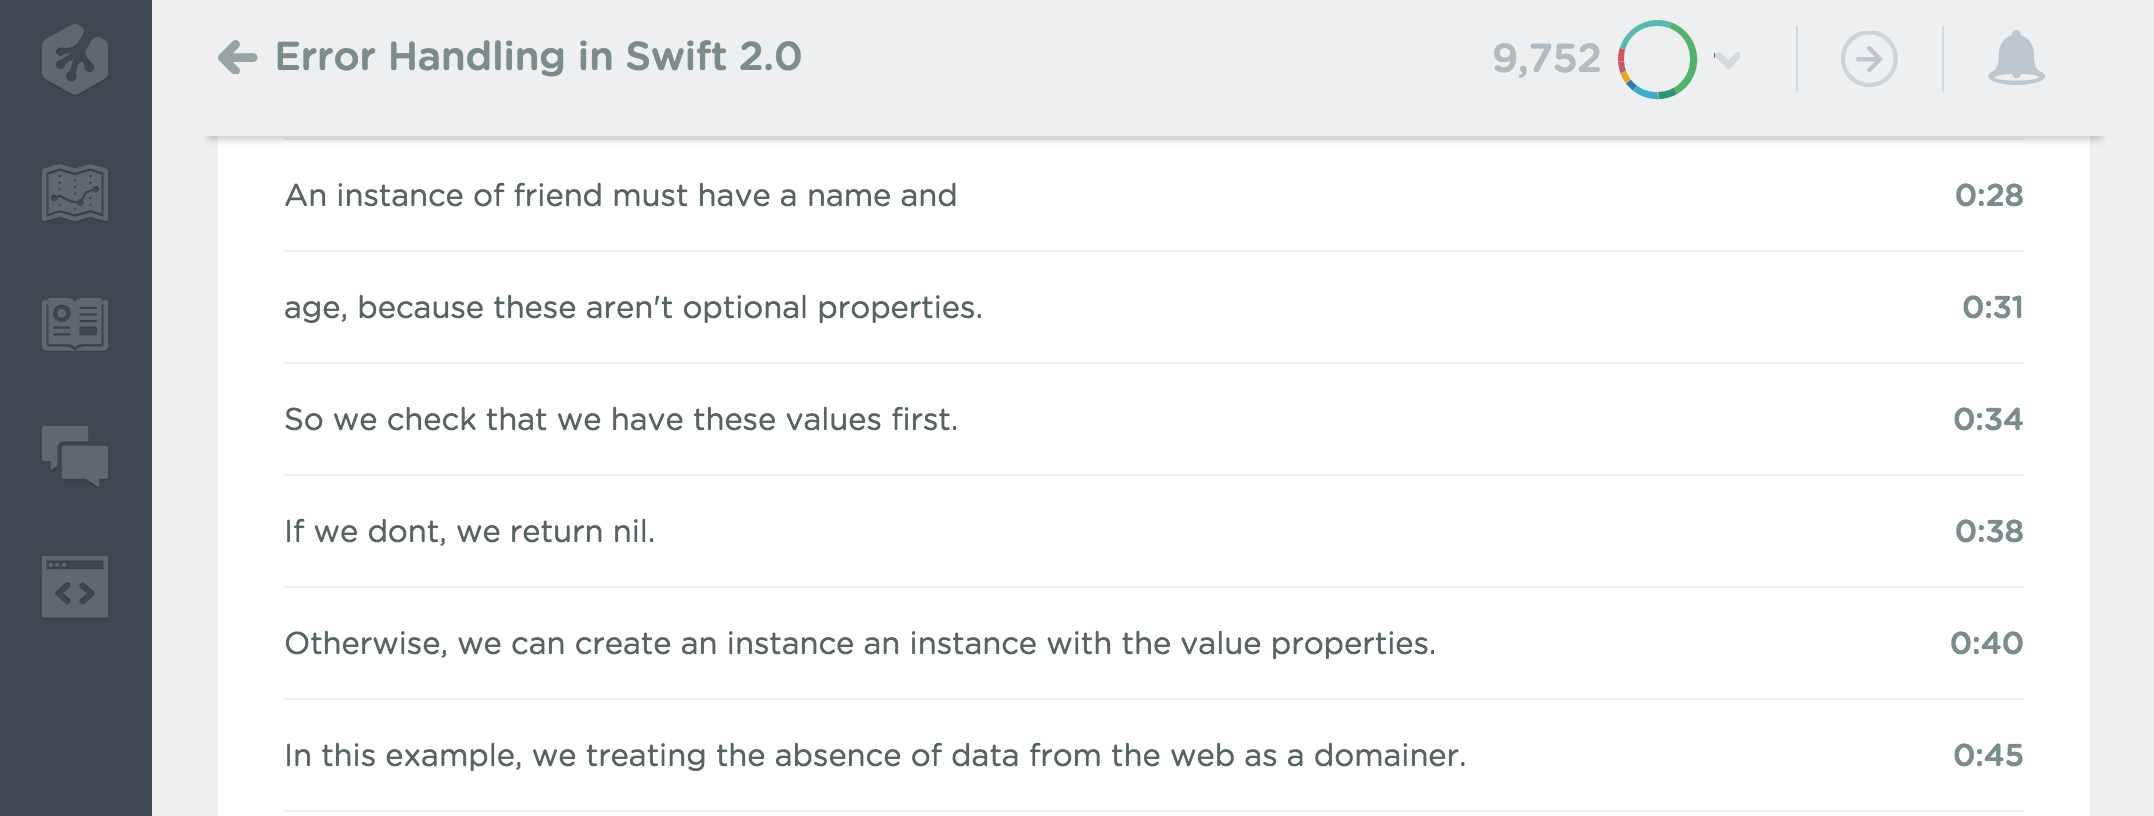 Error Handling in Swift 2.0
9,752
An instance of friend must have a name and
0:28
age, because these aren't optional properties.
0:31
So we check that we have these values first.
0:34
If we dont, we return nil.
0:38
Otherwise, we can create an instance an instance with the value properties.
0:40
In this example, we treating the absence of data from the web as a domainer.
0:45